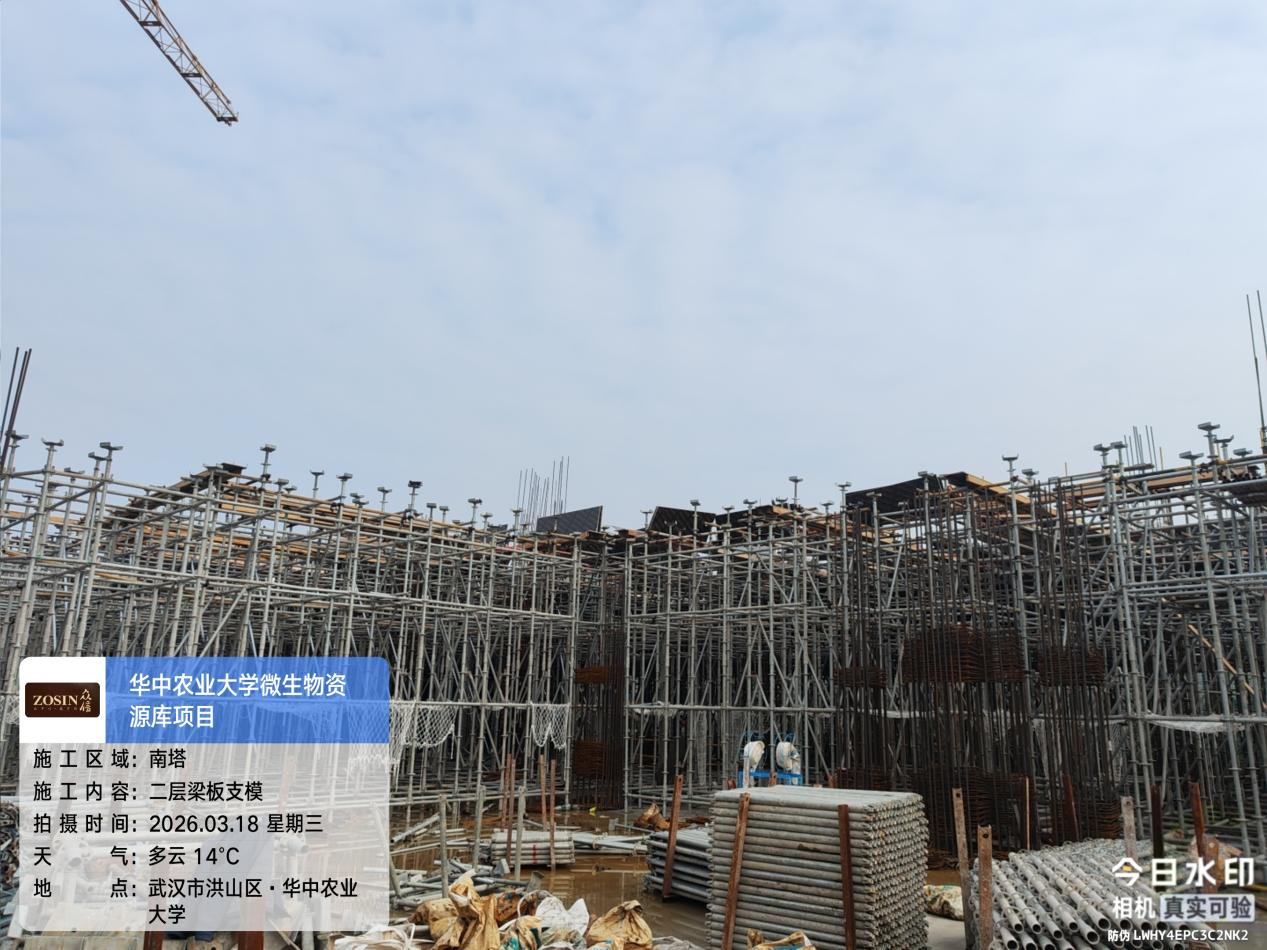 华中农业大学微生物资
源库项目
ZOSIN众信
施工区域：南塔
施工内容：二层梁板支模
拍摄时间：2026.03.18 星期三
天气：多云 14℃
地点：武汉市洪山区·华中农业
大学
今日水印
相机 真实可验
防伪 LWHY4EPC3C2NK2